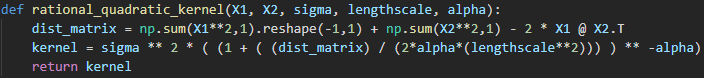 def rational_quadratic_kernel(X1, X2, sigma, lengthscale, alpha):
    dist_matrix = np.sum(X1**2,1).reshape(-1,1) + np.sum(X2**2,1) - 2 * X1 @ X2.T
    kernel = sigma ** 2 * ( (1 + ( (dist_matrix) / (2*alpha*(lengthscale**2))) ) ** -alpha)
    return kernel